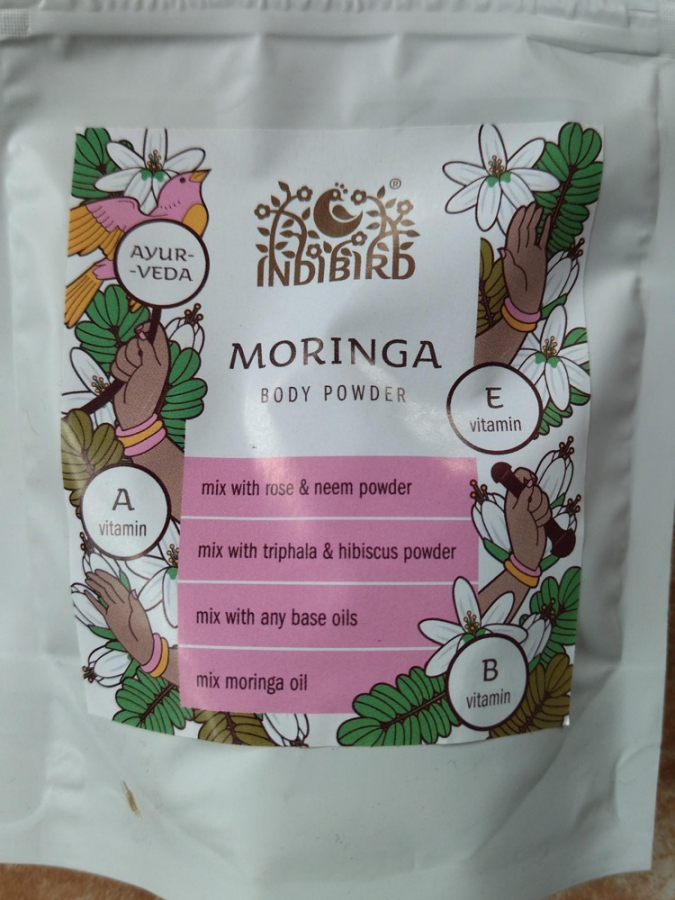 ®
INDIBIRD
AYUR-
-VEDA
MORINGA
BODY POWDER
E
vitamin
A
vitamin
mix with rose & neem powder
mix with triphala & hibiscus powder
mix with any base oils
mix moringa oil
B
vitamin